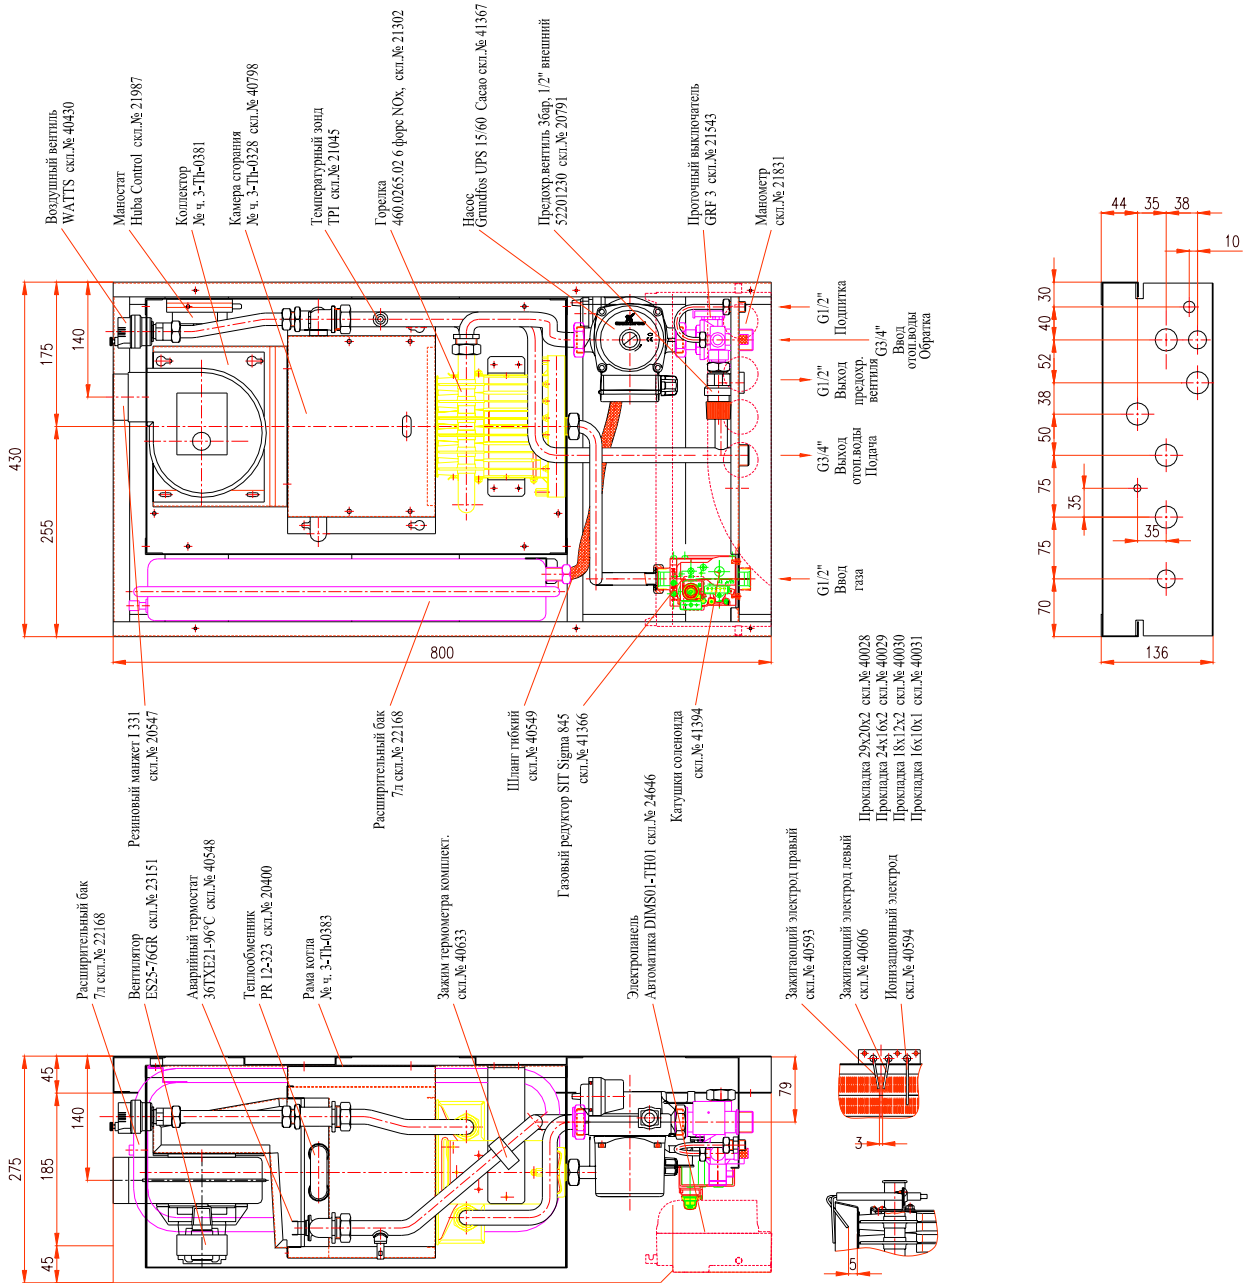 Воздушный вентиль
WATTS скл.№ 40430
Маностат
Huba Control скл.№ 21987
Коллектор
№ ч. 3-Th-0381
Камера сгорания
№ ч. 3-Th-0328 скл.№ 40798
Температурный зонд
TPI скл.№ 21045
Горелка
460.0265.02 6 форс NOx, скл.№ 21302
Насос
Grundfos UPS 15/60 Cacao скл.№ 41367
Предохр.вентиль 3бар, 1/2" внешний
52201230 скл.№ 20791
Проточный выключатель
GRF 3 скл.№ 21543
Манометр
скл.№ 21831
430
175
140
255
800
G1/2"
Подпитка
G3/4"
Ввод
отоп.воды
Обратка
G1/2"
Выход
предохр.
вентиля
G3/4"
Выход
отоп.воды
Подача
G1/2"
Ввод
газа
Резиновый манжет I 331
скл.№ 20547
Расширительный бак
7л скл.№ 22168
Шланг гибкий
скл.№ 40549
Газовый редуктор SIT Sigma 845
скл.№ 41366
Катушки соленоида
скл.№ 41394
Прокладка 29x20x2 скл.№ 40028
Прокладка 24x16x2 скл.№ 40029
Прокладка 18x12x2 скл.№ 40030
Прокладка 16x10x1 скл.№ 40031
44
35
38
10
30
40
52
38
50
75
35
35
75
70
136
Расширительный бак
7л скл.№ 22168
Вентилятор
ES25-76GR скл.№ 23151
Аварийный термостат
36TXE21-96°C скл.№ 40548
Теплообменник
PR 12-323 скл.№ 20400
Рама котла
№ ч. 3-Th-0383
Зажим термометра комплект.
скл.№ 40633
Электропанель
Автоматика DIMS01-TH01 скл.№ 24646
Зажигающий электрод правый
скл.№ 40593
Зажигающий электрод левый
скл.№ 40606
Ионизационный электрод
скл.№ 40594
275
45
140
185
45
79
3
5